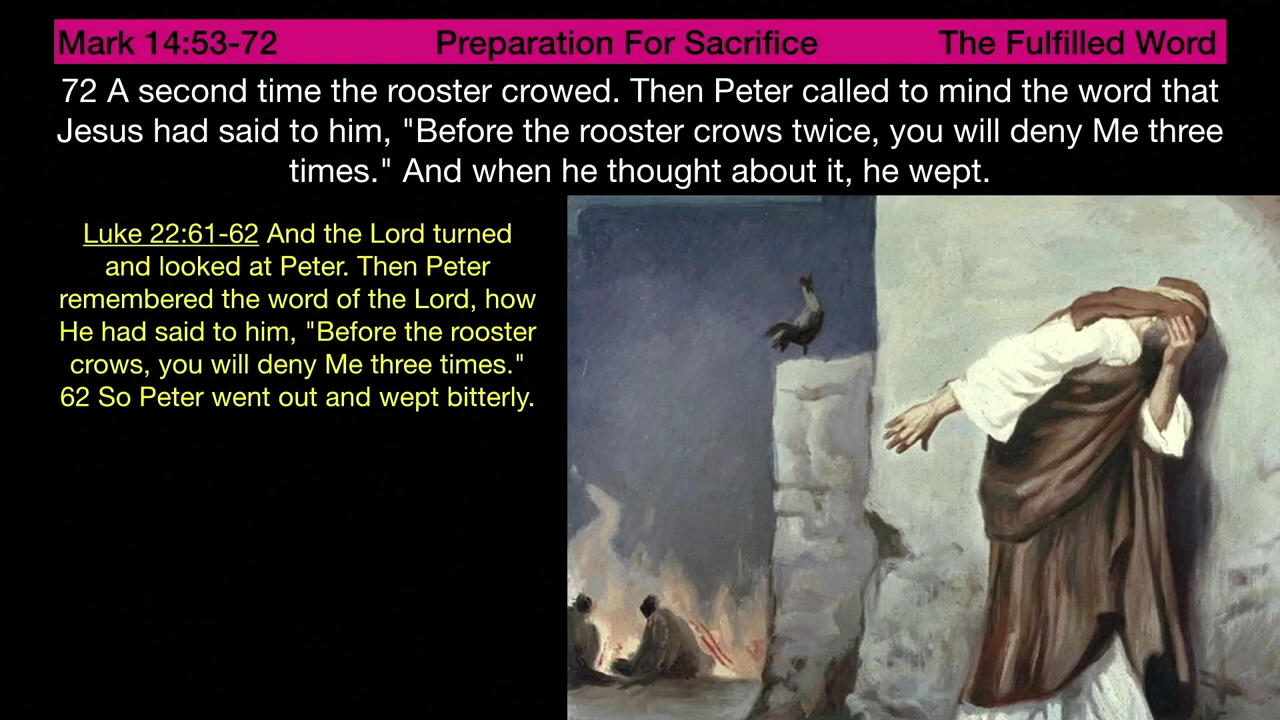 Mark 14:53-72 Preparation For Sacrifice The Fulfilled Word
72 A second time the rooster crowed. Then Peter called to mind the word that
Jesus had said to him, "Before the rooster crows twice, you will deny Me three
times." And when he thought about it, he wept.
Luke 22:61-62 And the Lord turned
and looked at Peter. Then Peter
remembered the word of the Lord, how
He had said to him, "Before the rooster
crows, you will deny Me three times."
62 So Peter went out and wept bitterly.